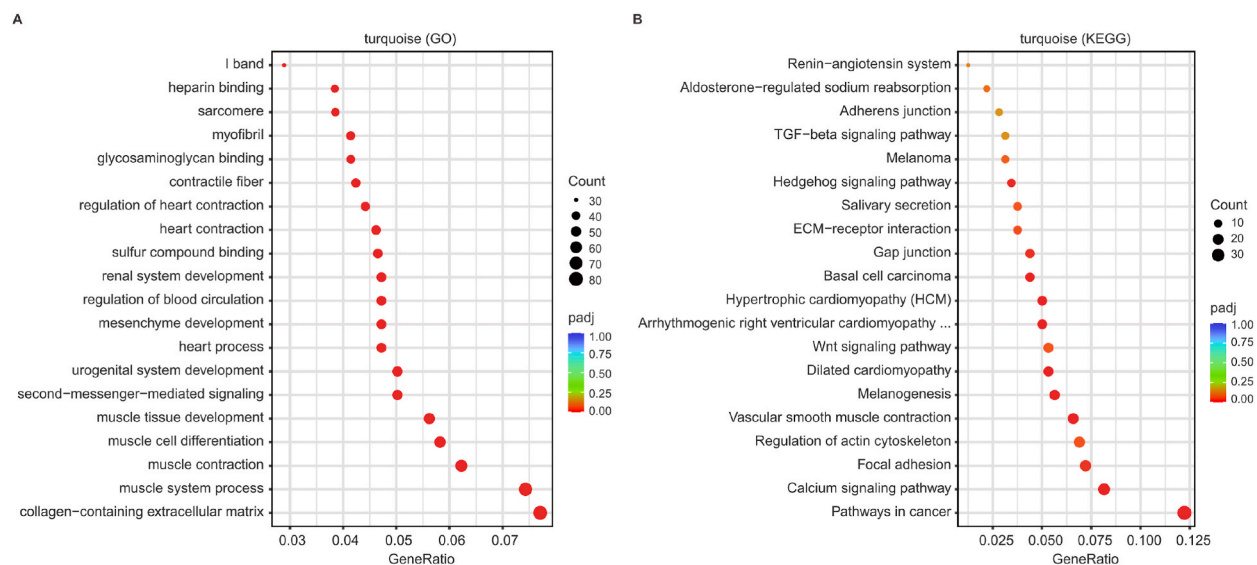 A
turquoise (GO)
I band
heparin binding
sarcomere
myofibril
glycosaminoglycan binding
contractile fiber
regulation of heart contraction
heart contraction
sulfur compound binding
renal system development
regulation of blood circulation
mesenchyme development
heart process
urogenital system development
second−messenger−mediated signaling
muscle tissue development
muscle cell differentiation
muscle contraction
muscle system process
collagen−containing extracellular matrix
0.03 0.04 0.05 0.06 0.07
GeneRatio
Count
30
40
50
60
70
80
padj
1.00
0.75
0.50
0.25
0.00
B
turquoise (KEGG)
Renin−angiotensin system
Aldosterone−regulated sodium reabsorption
Adherens junction
TGF−beta signaling pathway
Melanoma
Hedgehog signaling pathway
Salivary secretion
ECM−receptor interaction
Gap junction
Basal cell carcinoma
Hypertrophic cardiomyopathy (HCM)
Arrhythmogenic right ventricular cardiomyopathy ...
Wnt signaling pathway
Dilated cardiomyopathy
Melanogenesis
Vascular smooth muscle contraction
Regulation of actin cytoskeleton
Focal adhesion
Calcium signaling pathway
Pathways in cancer
0.025 0.050 0.075 0.100 0.125
GeneRatio
Count
10
20
30
padj
1.00
0.75
0.50
0.25
0.00